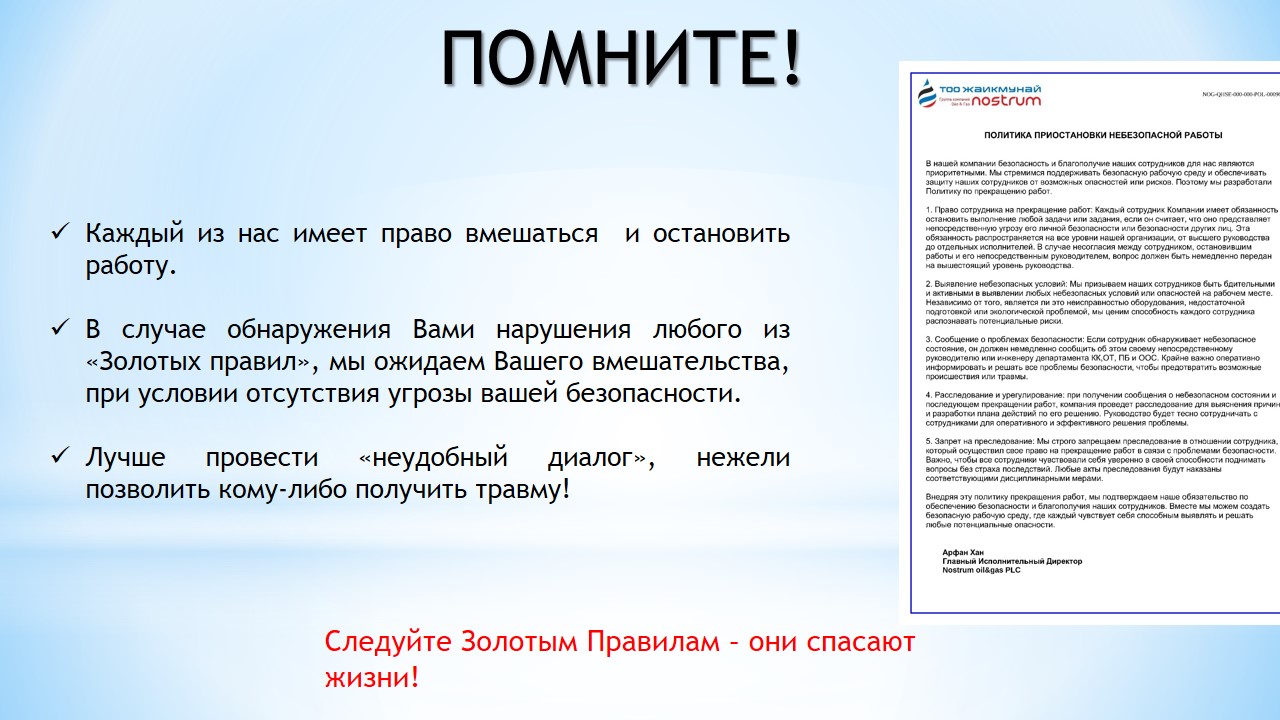 ПОМНИТЕ!
Каждый из нас имеет право вмешаться и остановить
работу.
В случае обнаружения Вами нарушения любого из
«Золотых правил», мы ожидаем Вашего вмешательства,
при условии отсутствия угрозы вашей безопасности.
Лучше провести «неудобный диалог», нежели
позволить кому-либо получить травму!
Следуйте Золотым Правилам – они спасают
жизни!
ТОО ЖАИКМУНАЙ
Группа компаний
nostrum
Oil & Gas
ПОЛИТИКА ПРИОСТАНОВКИ НЕБЕЗОПАСНОЙ РАБОТЫ
В нашей компании безопасность и благополучие наших сотрудников для нас являются
приоритетными. Мы стремимся поддерживать безопасную рабочую среду и обеспечивать
защиту наших сотрудников от возможных опасностей или рисков. Поэтому мы разработали
Политику по прекращению работ.
1. Право сотрудника на прекращение работ: Каждый сотрудник Компании имеет обязанность
остановить выполнение любой задачи или задания, если он считает, что оно представляет
непосредственную угрозу его личной безопасности или безопасности других лиц. Эта
обязанность распространяется на все уровни нашей организации, от высшего руководства
до отдельных исполнителей. В случае несогласия между сотрудником, остановившим
работы и его непосредственным руководителем, вопрос должен быть немедленно передан
на вышестоящий уровень руководства.
2. Выявление небезопасных условий: Мы призываем наших сотрудников быть бдительными
и активными в выявлении любых небезопасных условий или опасностей на рабочем месте.
Независимо от того, является ли это неисправностью оборудования, недостаточной
подготовкой или экологической проблемой, мы ценим способность каждого сотрудника
распознавать потенциальные риски.
3. Сообщение о проблемах безопасности: Если сотрудник обнаруживает небезопасное
состояние, он должен немедленно сообщить об этом своему непосредственному
руководителю или инженеру департамента КК,ОТ, ПБ и ООС. Крайне важно оперативно
информировать и решать все проблемы безопасности, чтобы предотвратить возможные
происшествия или травмы.
4. Расследование и урегулирование: при получении сообщения о небезопасном состоянии и
последующем прекращении работ, компания проведет расследование для выяснения причин
и разработки плана действий по его решению. Руководство будет тесно сотрудничать с
сотрудниками для оперативного и эффективного решения проблемы.
5. Запрет на преследование: Мы строго запрещаем преследование в отношении сотрудника,
который осуществил свое право на прекращение работ в связи с проблемами безопасности.
Важно, чтобы все сотрудники чувствовали себя уверенно в своей способности поднимать
вопросы без страха последствий. Любые акты преследования будут наказаны
соответствующими дисциплинарными мерами.
Внедряя эту политику прекращения работ, мы подтверждаем наше обязательство по
обеспечению безопасности и благополучия наших сотрудников. Вместе мы можем создать
безопасную рабочую среду, где каждый чувствует себя способным выявлять и решать
любые потенциальные опасности.
Арфан Хан
Главный Исполнительный Директор
Nostrum oil&gas PLC